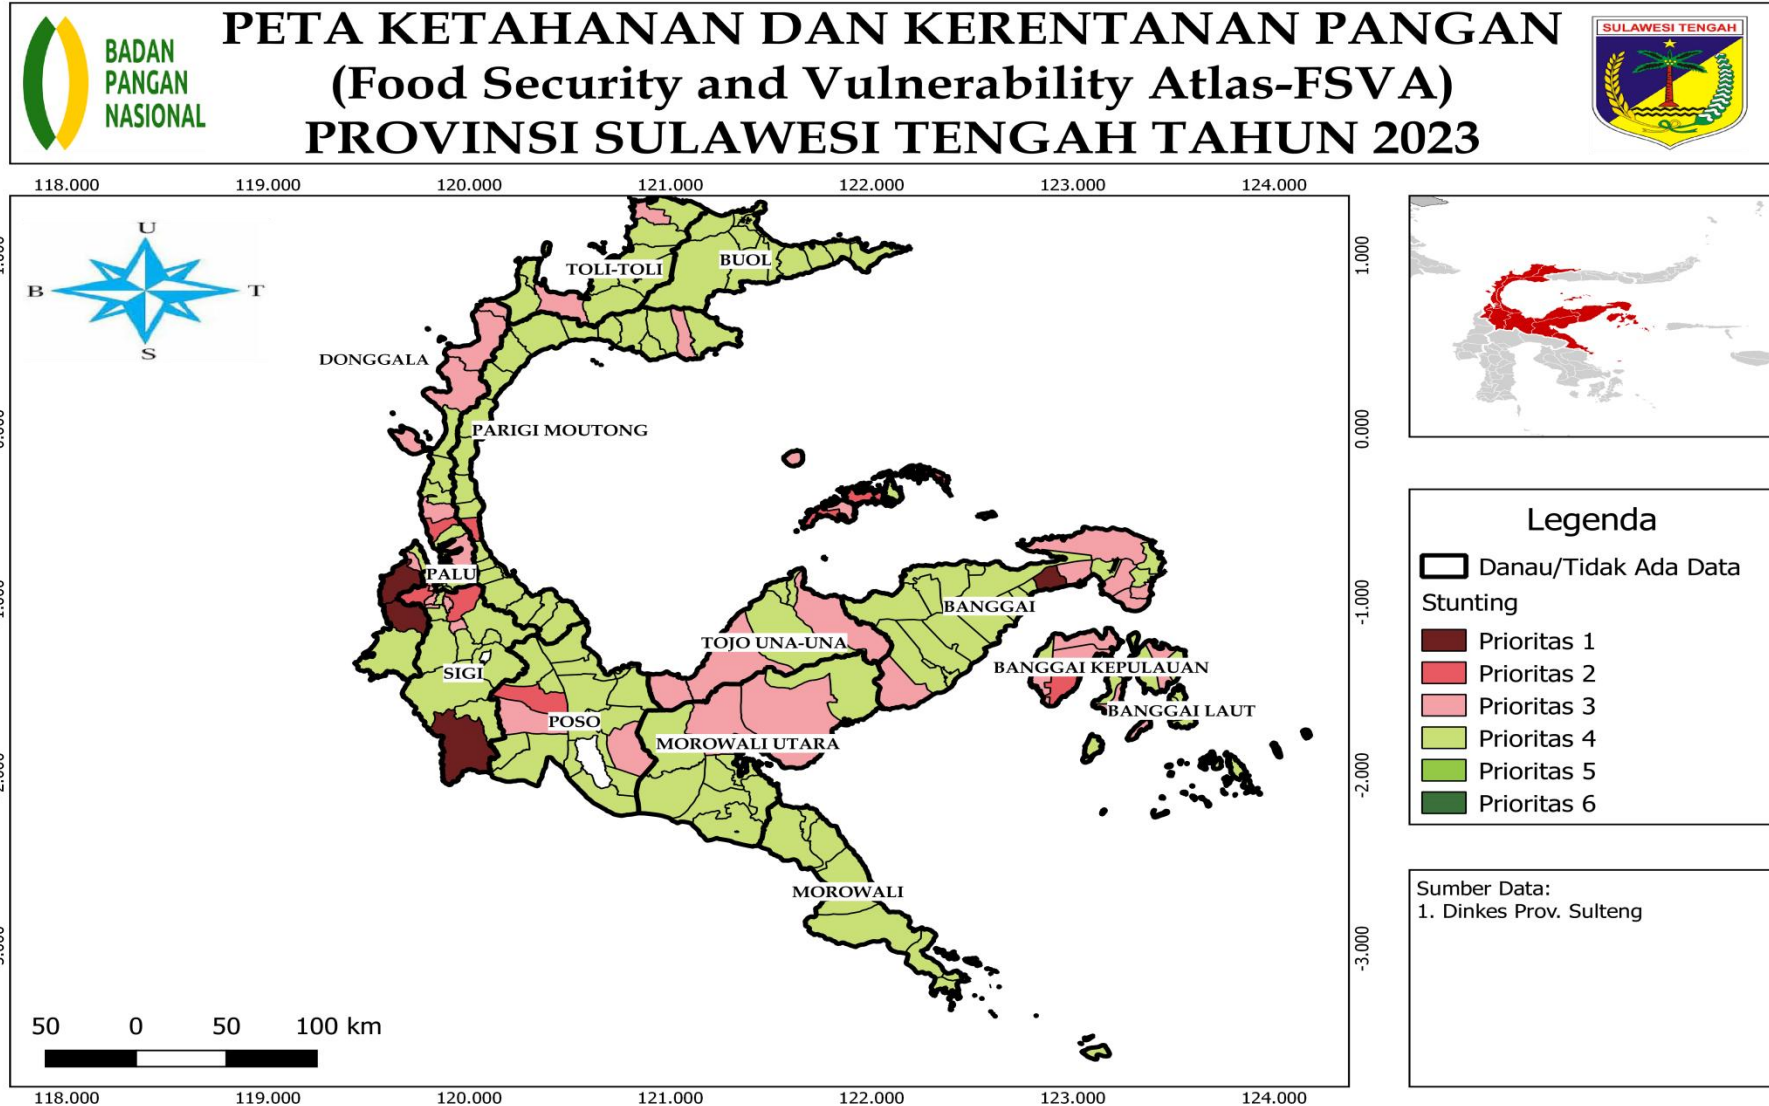 BADAN
PANGAN
NASIONAL
PETA KETAHANAN DAN KERENTANAN PANGAN
(Food Security and Vulnerability Atlas-FSVA)
PROVINSI SULAWESI TENGAH TAHUN 2023
SULAWESI TENGAH
118.000 119.000 120.000 121.000 122.000 123.000 124.000
U
B T
S
1.000
0.000
-1.000
-2.000
-3.000
TOLI-TOLI
BUOL
DONGGALA
PARIGI MOUTONG
PALU
BANGGAI
TOJO UNA-UNA
SIGI
BANGGAI KEPULAUAN
POSO
BANGGAI LAUT
MOROWALI UTARA
MOROWALI
50 0 50 100 km
118.000 119.000 120.000 121.000 122.000 123.000 124.000
Legenda
Danau/Tidak Ada Data
Stunting
Prioritas 1
Prioritas 2
Prioritas 3
Prioritas 4
Prioritas 5
Prioritas 6
Sumber Data:
1. Dinkes Prov. Sulteng